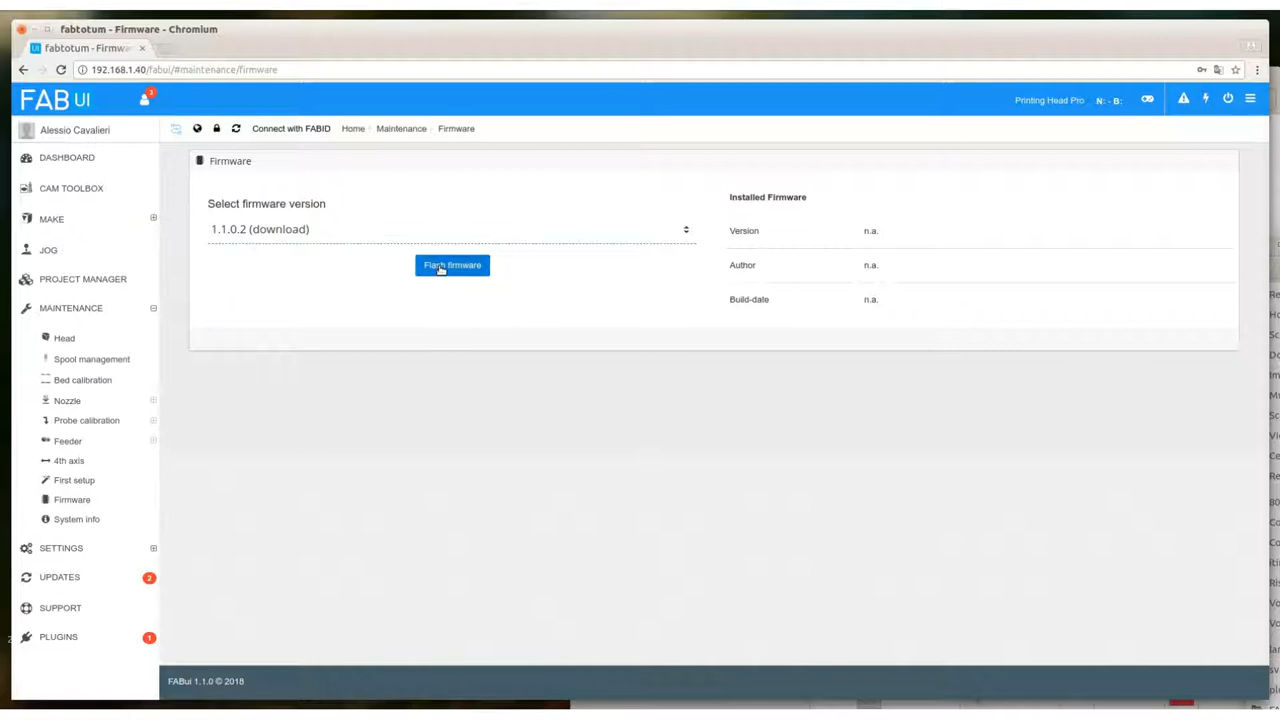 fabtotum - Firmware - Chromium
UI fabtotum - Firmwa
192.168.1.40/fabui/#maintenance/firmware
FAB UI 3
Printing Head Pro N: - B:
Alessio Cavalieri
Connect with FABID Home Maintenance Firmware
DASHBOARD
CAM TOOLBOX
MAKE
JOG
PROJECT MANAGER
MAINTENANCE
Head
Spool management
Bed calibration
Nozzle
Probe calibration
Feeder
4th axis
First setup
Firmware
System info
SETTINGS
UPDATES 2
SUPPORT
PLUGINS 1
Firmware
Select firmware version
1.1.0.2 (download)
Flash firmware
Installed Firmware
Version n.a.
Author n.a.
Build-date n.a.
FABui 1.1.0 © 2018